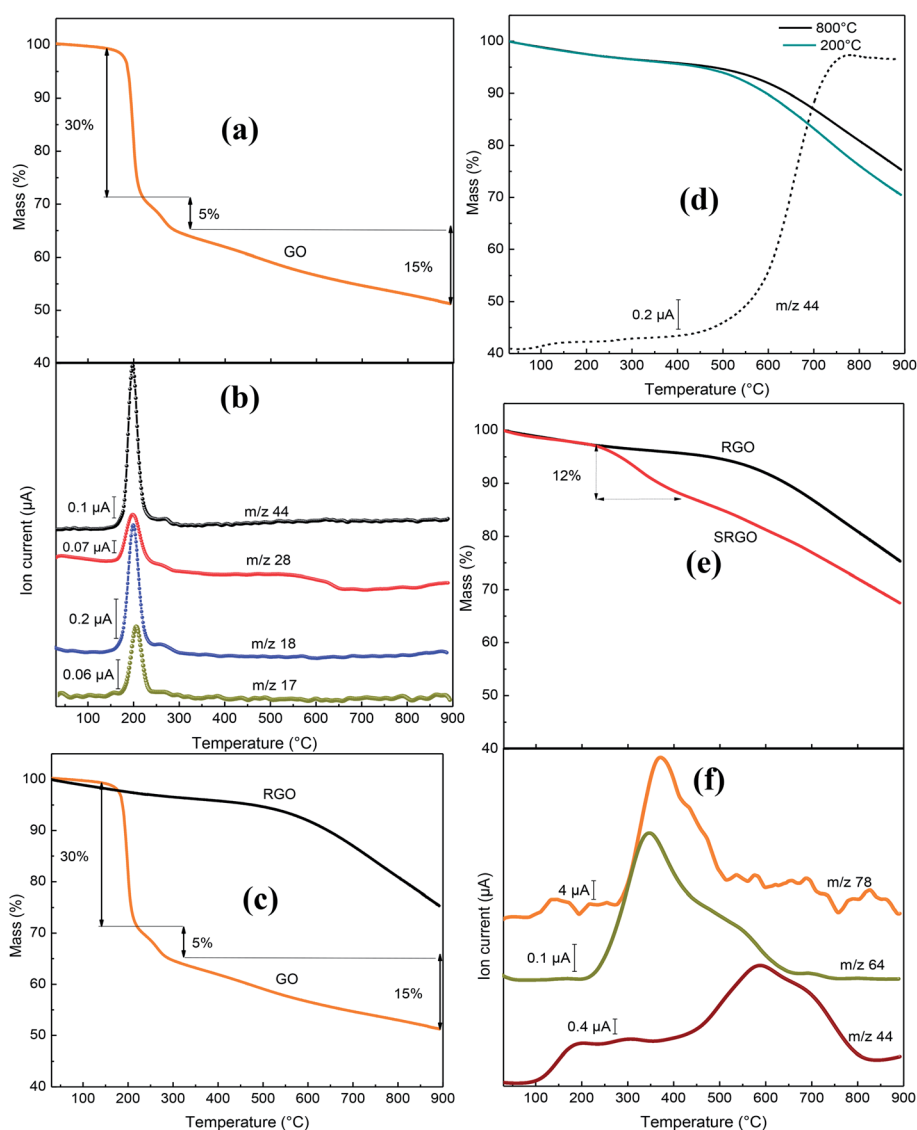 (a)
100
90
80
70
60
50
40
Mass (%)
30%
5%
15%
GO
(b)
Ion current (µA)
0.1 µA
m/z 44
0.07 µA
m/z 28
0.2 µA
m/z 18
0.06 µA
m/z 17
100 200 300 400 500 600 700 800 900
Temperature (°C)
(c)
100
90
80
70
60
50
40
Mass (%)
RGO
30%
5%
15%
GO
100 200 300 400 500 600 700 800 900
Temperature (°C)
(d)
800°C
200°C
100
90
80
70
60
50
40
Mass (%)
0.2 µA
m/z 44
100 200 300 400 500 600 700 800 900
Temperature (°C)
(e)
100
90
80
70
60
50
40
Mass (%)
RGO
12%
SRGO
(f)
Ion current (µA)
4 µA
m/z 78
0.1 µA
m/z 64
0.4 µA
m/z 44
100 200 300 400 500 600 700 800 900
Temperature (°C)